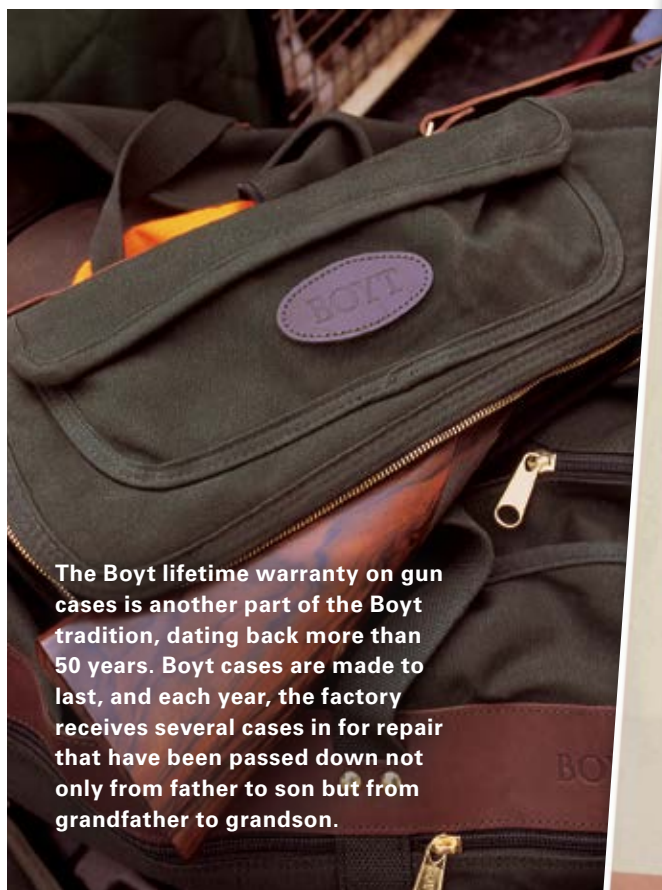 BOYT
The Boyt lifetime warranty on gun
cases is another part of the Boyt
tradition, dating back more than
50 years. Boyt cases are made to
last, and each year, the factory
receives several cases in for repair
that have been passed down not
only from father to son but from
grandfather to grandson.
BO